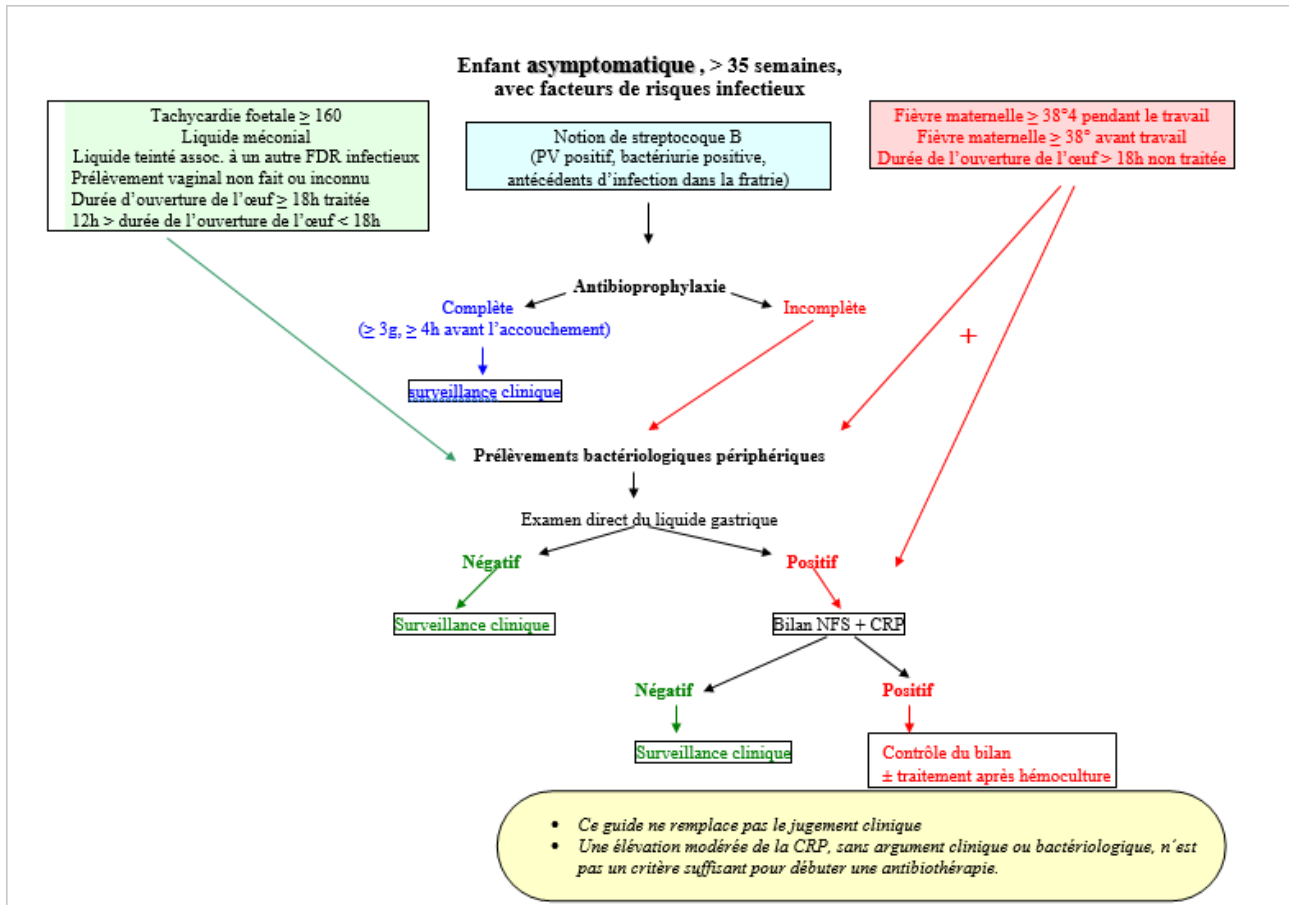 Enfant asymptomatique , > 35 semaines,
avec facteurs de risques infectieux
Tachycardie foetale ≥ 160
Liquide méconial
Liquide teinté assoc. à un autre FDR infectieux
Prélèvement vaginal non fait ou inconnu
Durée d'ouverture de l'œuf ≥ 18h traitée
12h > durée de l'ouverture de l'œuf < 18h
Notion de streptocoque B
(PV positif, bactériurie positive,
antécédents d'infection dans la fratrie)
Fièvre maternelle ≥ 38°4 pendant le travail
Fièvre maternelle ≥ 38° avant travail
Durée de l'ouverture de l'œuf > 18h non traitée
Antibioprophylaxie
Complète
(≥ 3g, ≥ 4h avant l'accouchement)
Incomplète
+
surveillance clinique
Prélèvements bactériologiques périphériques
Examen direct du liquide gastrique
Négatif
Positif
Surveillance clinique
Bilan NFS + CRP
Négatif
Positif
Surveillance clinique
Contrôle du bilan
± traitement après hémoculture
• Ce guide ne remplace pas le jugement clinique
• Une élévation modérée de la CRP, sans argument clinique ou bactériologique, n´est
pas un critère suffisant pour débuter une antibiothérapie.